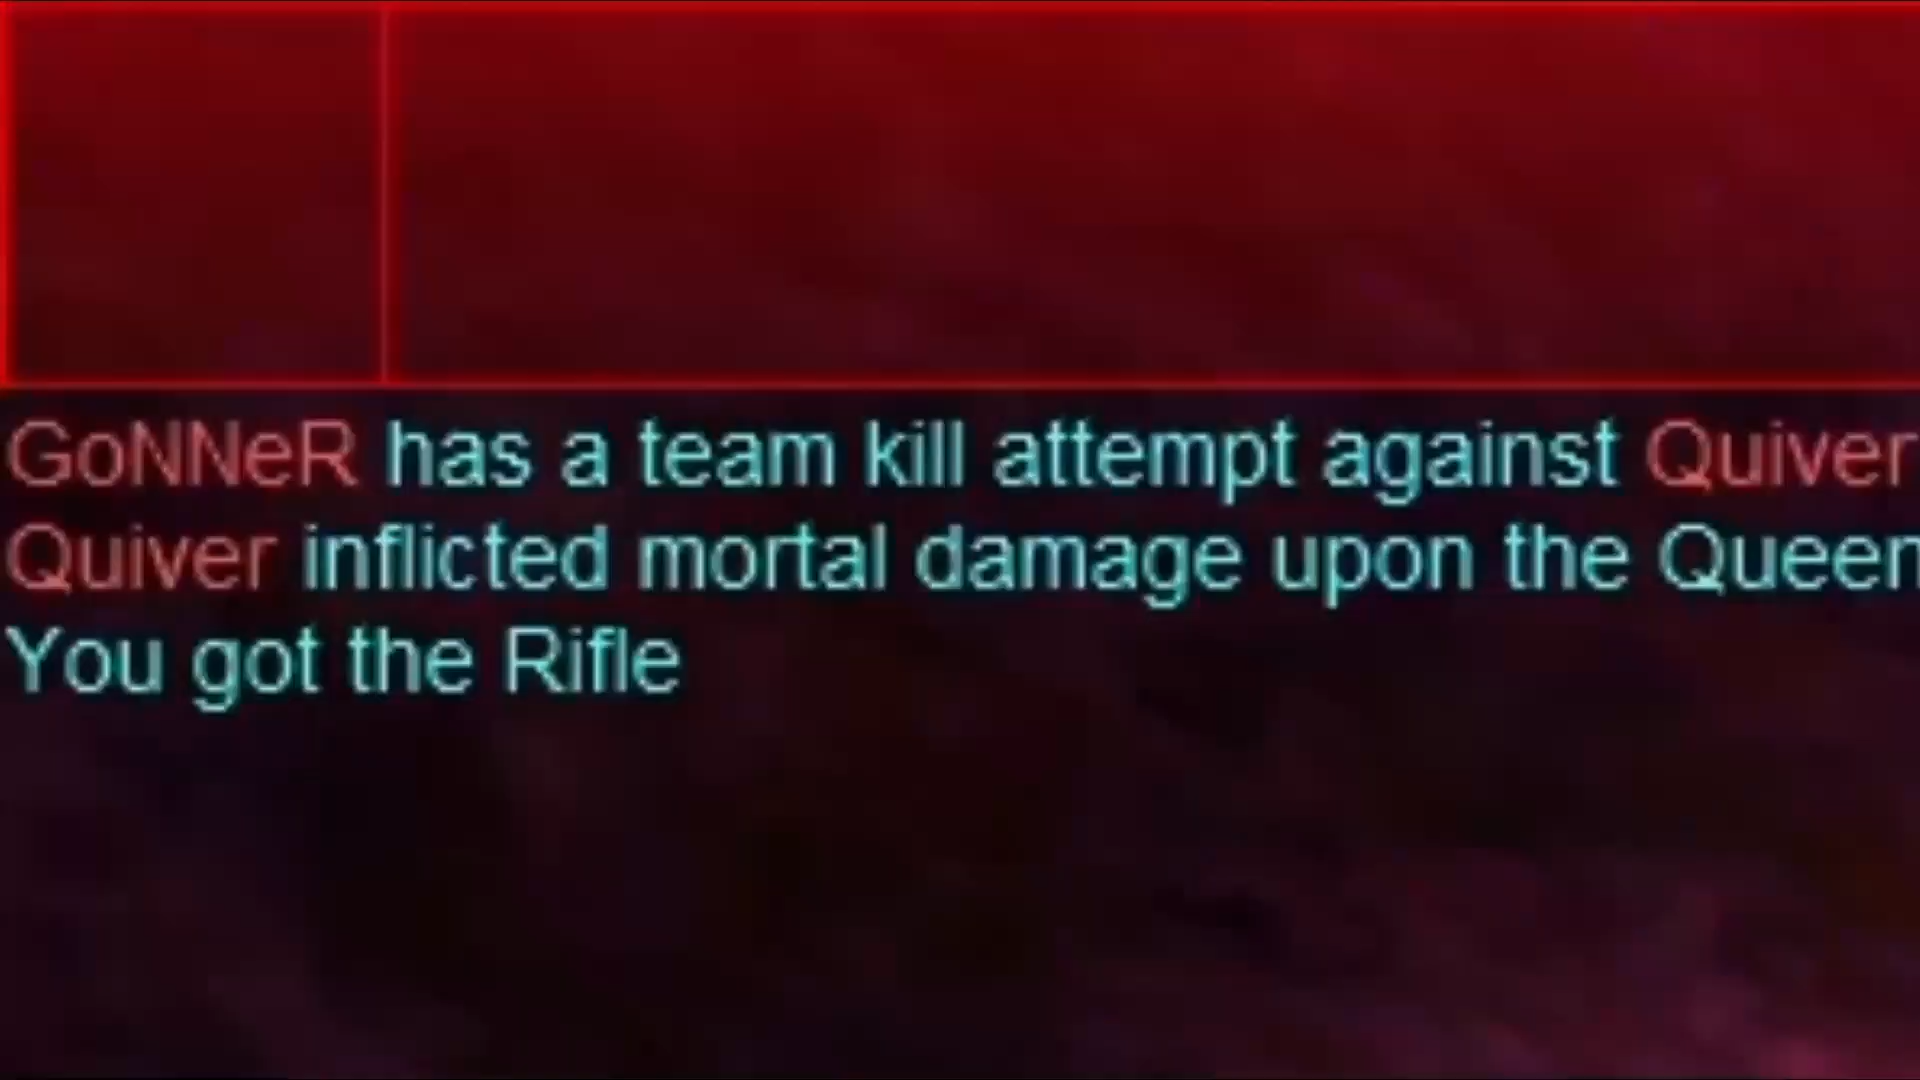 GoNNeR has a team kill attempt against Quiver
Quiver inflicted mortal damage upon the Queen
You got the Rifle